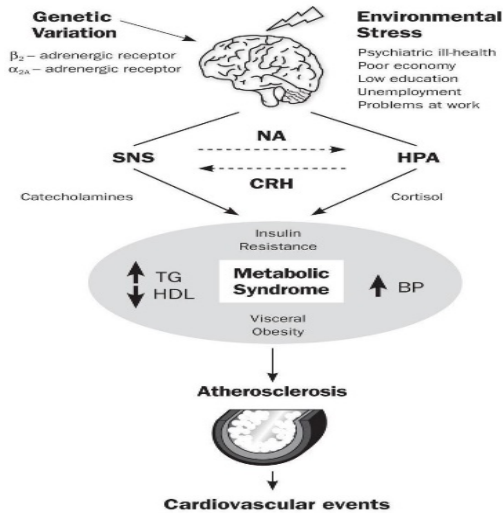 Genetic
Variation
β2 – adrenergic receptor
α2A – adrenergic receptor
Environmental
Stress
Psychiatric ill-health
Poor economy
Low education
Unemployment
Problems at work
NA
SNS
HPA
CRH
Catecholamines
Cortisol
Insulin
Resistance
TG
HDL
Metabolic
Syndrome
BP
Visceral
Obesity
Atherosclerosis
Cardiovascular events